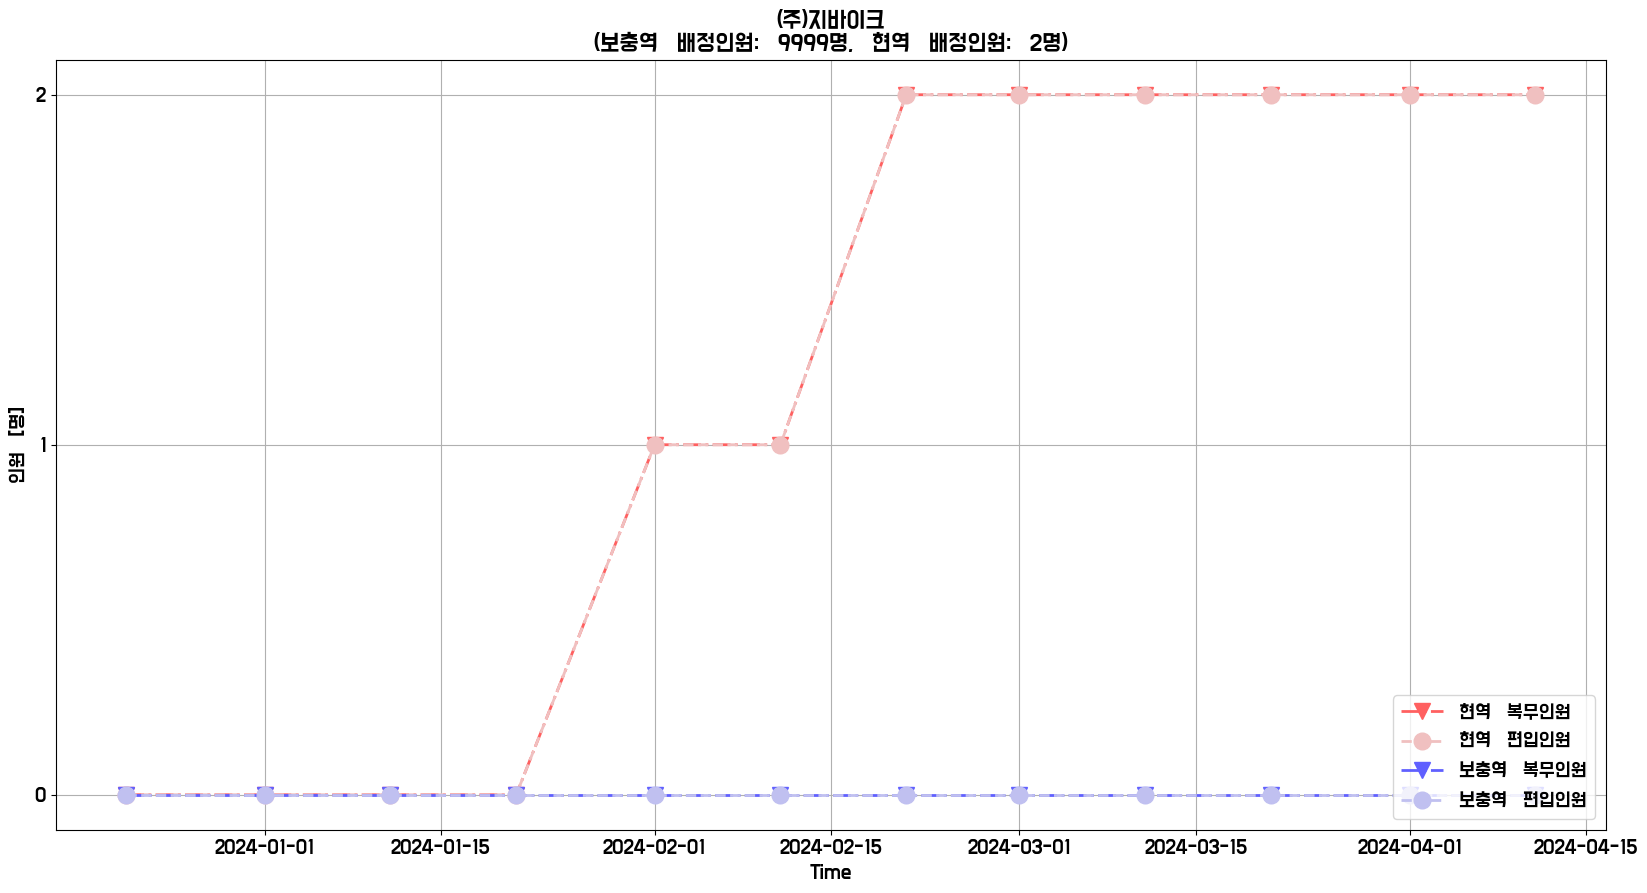 (주)지바이크
(보충역 배정인원: 9999명, 현역 배정인원: 2명)
인원 [명]
2
1
0
현역 복무인원
현역 편입인원
보충역 복무인원
보충역 편입인원
2024-01-01 2024-01-15 2024-02-01 2024-02-15 2024-03-01 2024-03-15 2024-04-01 2024-04-15
Time